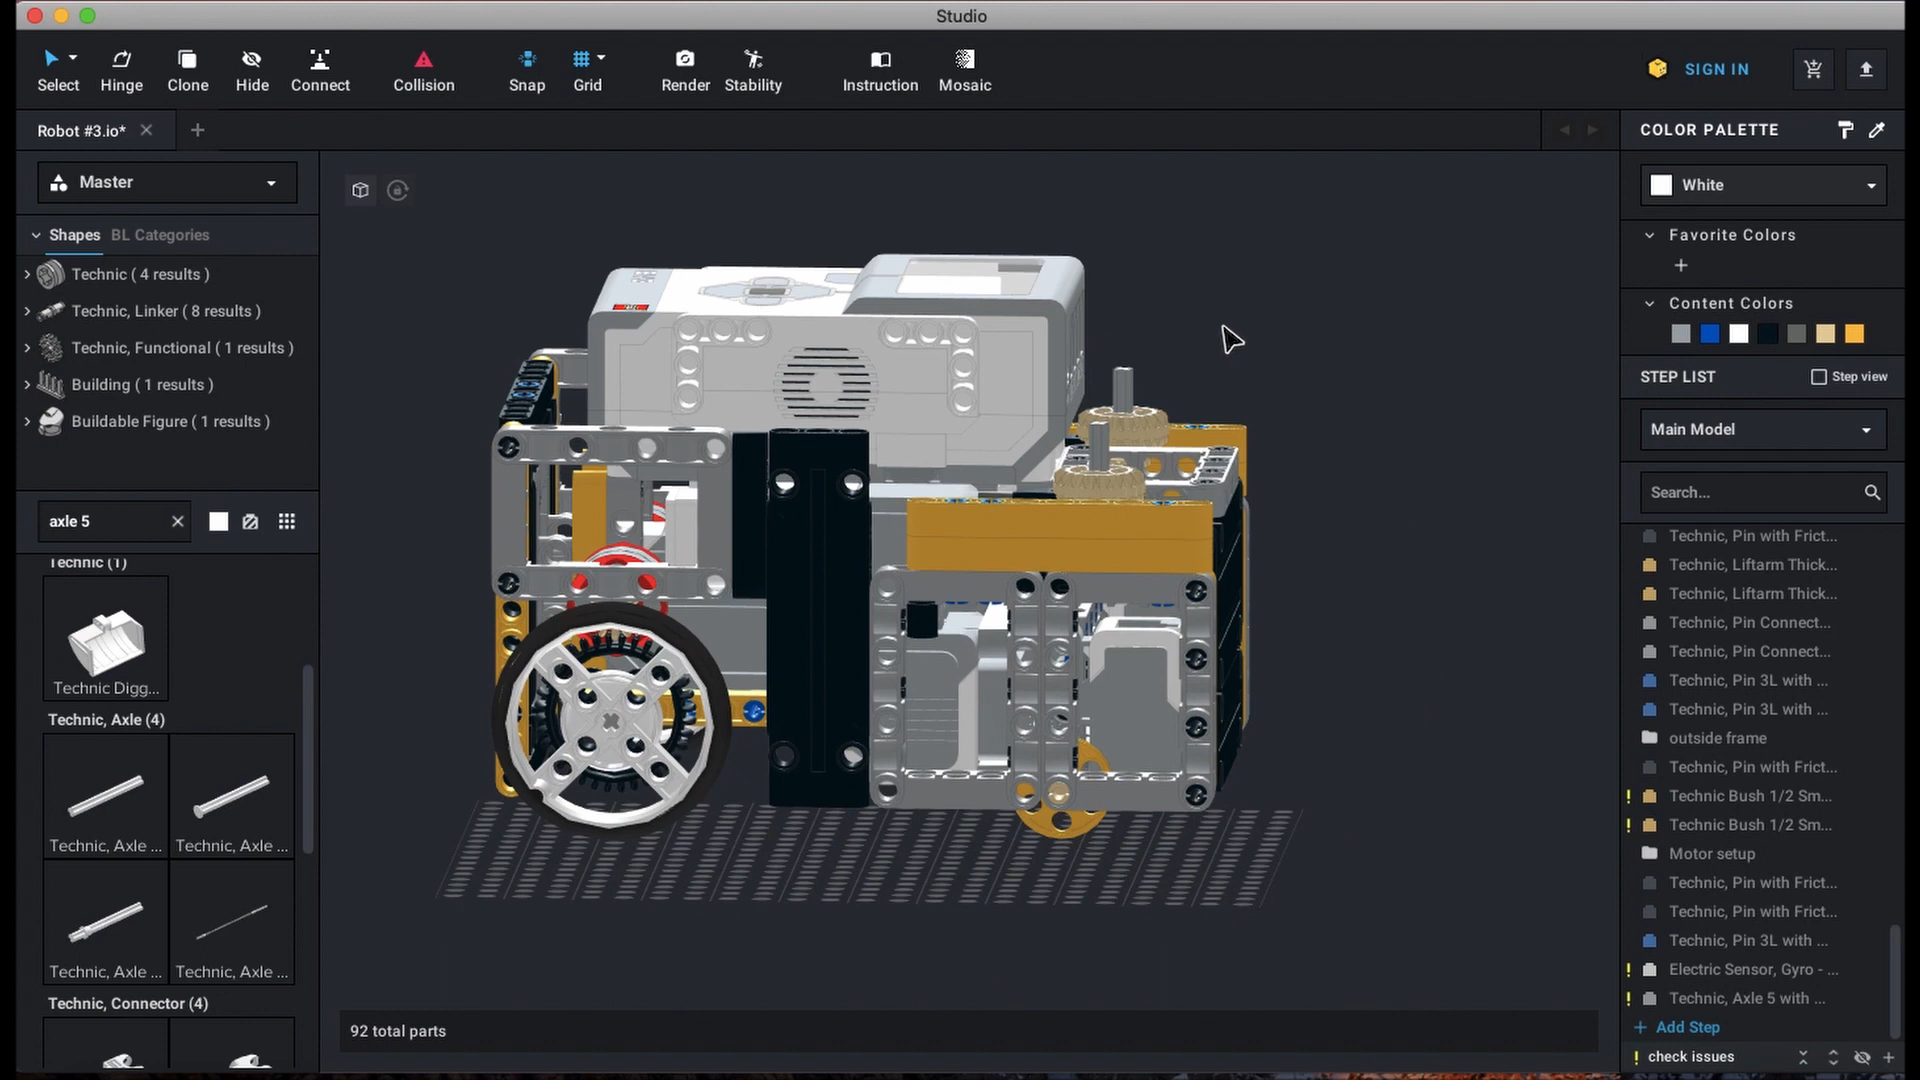 Studio
Select
Hinge
Clone
Hide
Connect
Collision
Snap
Grid
Render
Stability
Instruction
Mosaic
SIGN IN
Robot #3.io*
COLOR PALETTE
Master
White
Shapes
BL Categories
Favorite Colors
Technic ( 4 results )
Technic, Linker ( 8 results )
Content Colors
Technic, Functional ( 1 results )
STEP LIST
Step view
Building ( 1 results )
Buildable Figure ( 1 results )
Main Model
Search...
axle 5
Technic (1)
Technic Digg...
Technic, Axle (4)
Technic, Axle ...
Technic, Axle ...
Technic, Axle ...
Technic, Axle ...
Technic, Connector (4)
92 total parts
Technic, Pin with Frict...
Technic, Liftarm Thick...
Technic, Liftarm Thick...
Technic, Pin Connect...
Technic, Pin Connect...
Technic, Pin 3L with ...
Technic, Pin 3L with ...
outside frame
Technic, Pin with Frict...
! Technic Bush 1/2 Sm...
! Technic Bush 1/2 Sm...
Motor setup
Technic, Pin with Frict...
Technic, Pin with Frict...
Technic, Pin 3L with ...
! Electric Sensor, Gyro - ...
! Technic, Axle 5 with ...
+ Add Step
! check issues